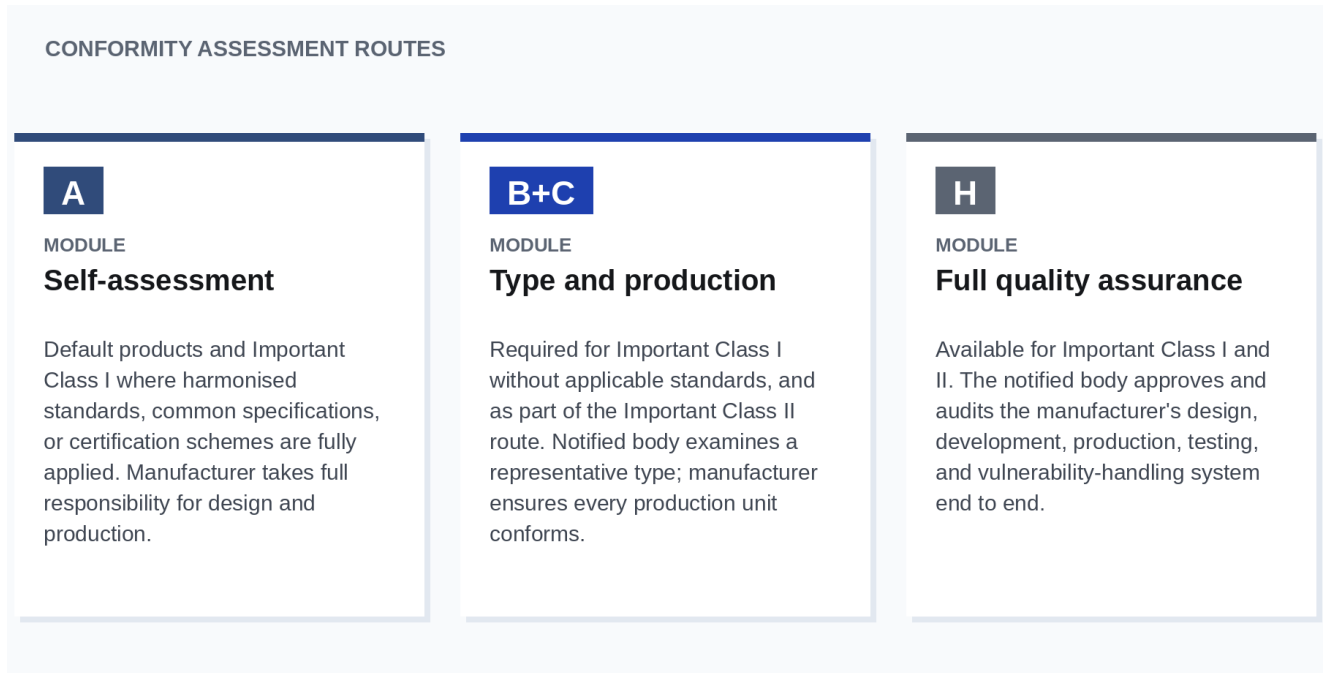 CONFORMITY ASSESSMENT ROUTES
A
MODULE
Self-assessment
Default products and Important
Class I where harmonised
standards, common specifications,
or certification schemes are fully
applied. Manufacturer takes full
responsibility for design and
production.
B+C
MODULE
Type and production
Required for Important Class I
without applicable standards, and
as part of the Important Class II
route. Notified body examines a
representative type; manufacturer
ensures every production unit
conforms.
H
MODULE
Full quality assurance
Available for Important Class I and
II. The notified body approves and
audits the manufacturer's design,
development, production, testing,
and vulnerability-handling system
end to end.